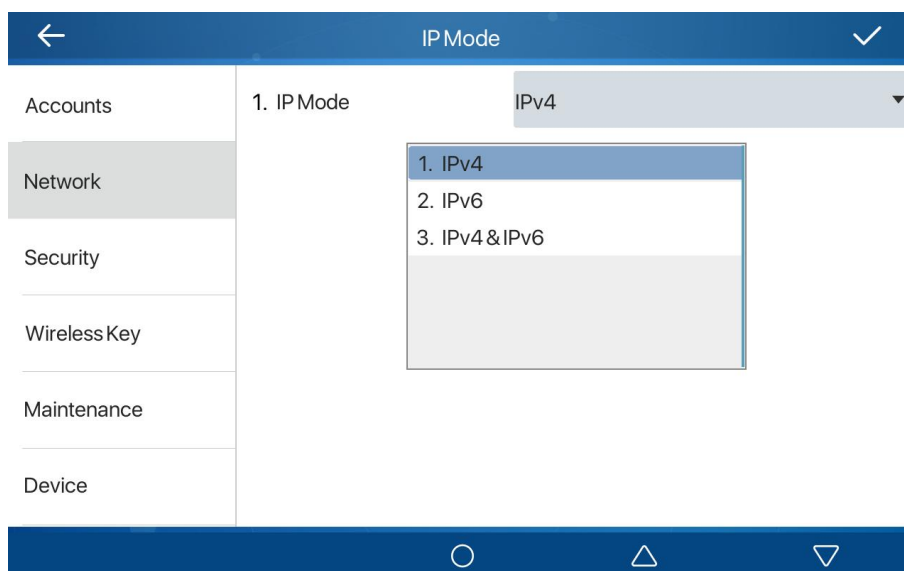 IP Mode
Accounts
Network
Security
Wireless Key
Maintenance
Device
1. IP Mode IPv4
1. IPv4
2. IPv6
3. IPv4 & IPv6